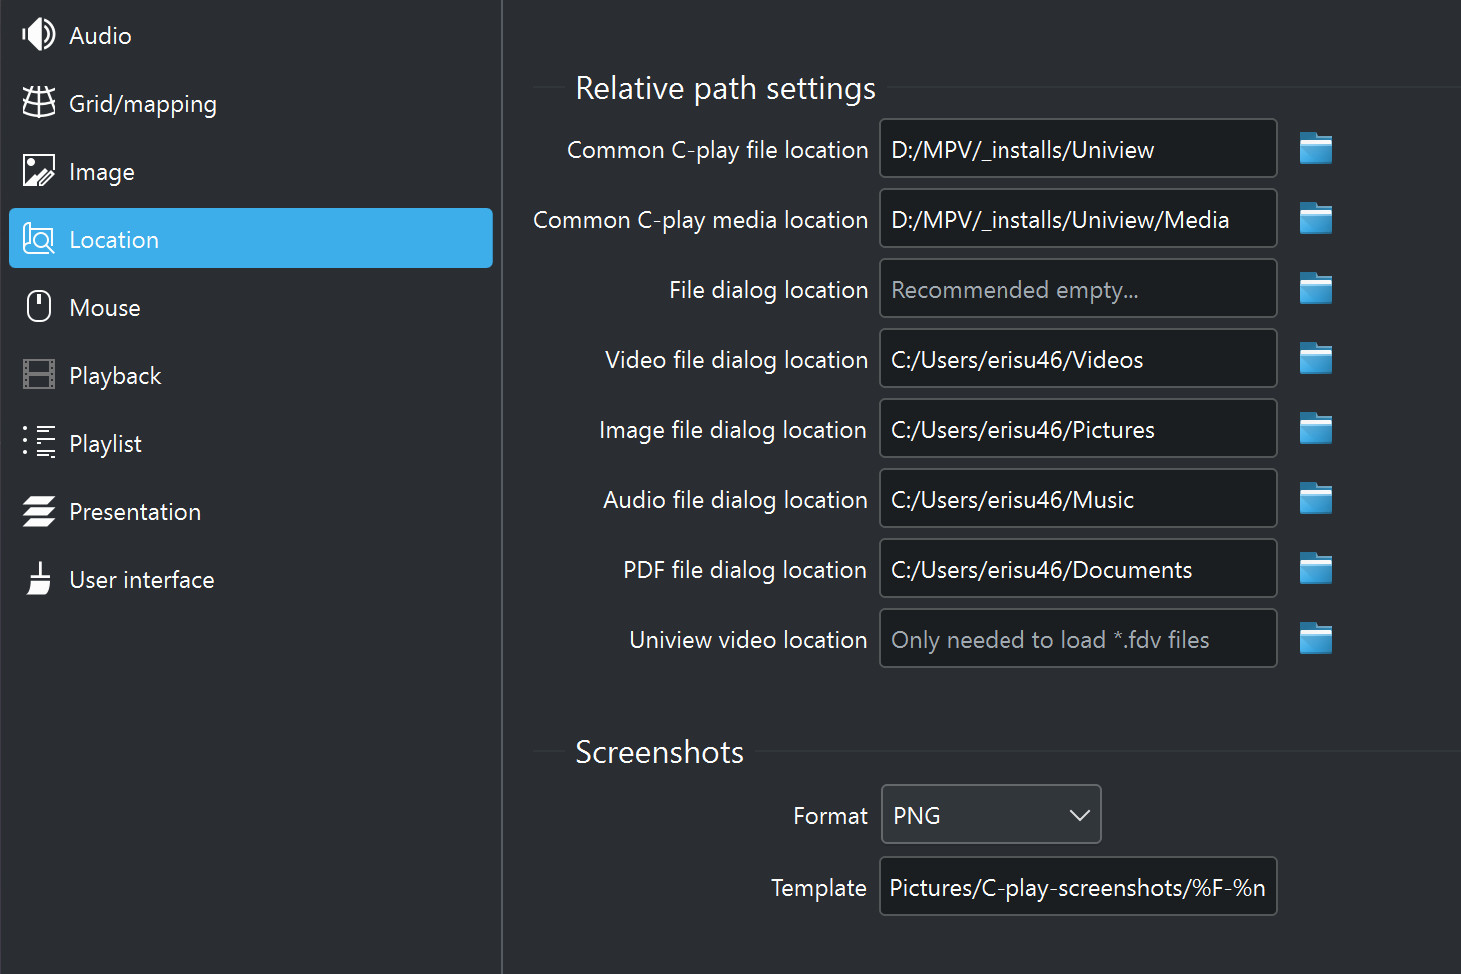 Audio
Grid/mapping
Image
Location
Mouse
Playback
Playlist
Presentation
User interface
Relative path settings
Common C-play file location D:/MPV/_installs/Uniview
Common C-play media location D:/MPV/_installs/Uniview/Media
File dialog location Recommended empty...
Video file dialog location C:/Users/erisu46/Videos
Image file dialog location C:/Users/erisu46/Pictures
Audio file dialog location C:/Users/erisu46/Music
PDF file dialog location C:/Users/erisu46/Documents
Uniview video location Only needed to load *.fdv files
Screenshots
Format PNG
Template Pictures/C-play-screenshots/%F-%n